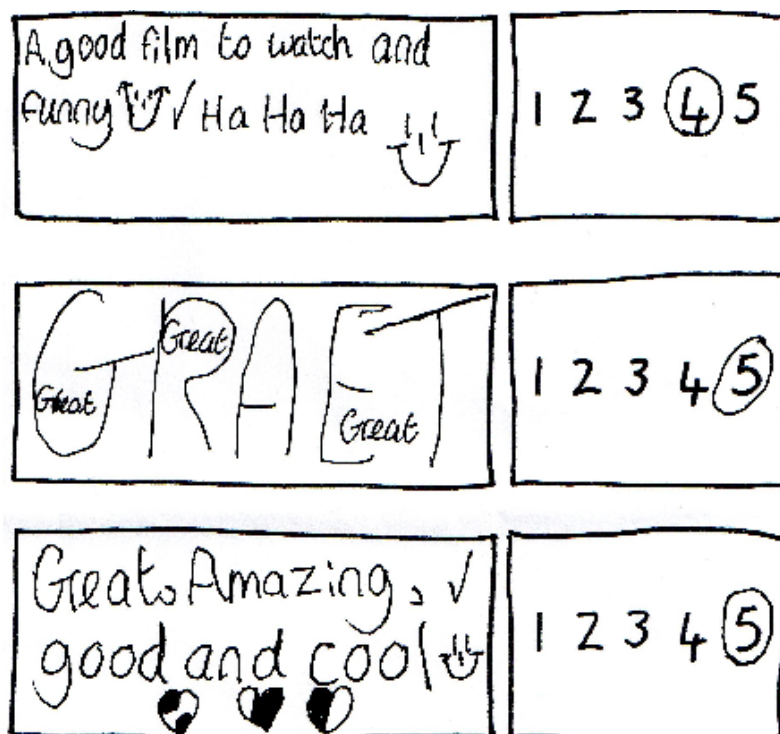 A good film to watch and
funny ✓ Ha Ha Ha
1 2 3 4 5
GRAET
Great
Great
Great
1 2 3 4 5
Great, Amazing, ✓
good and cool
1 2 3 4 5